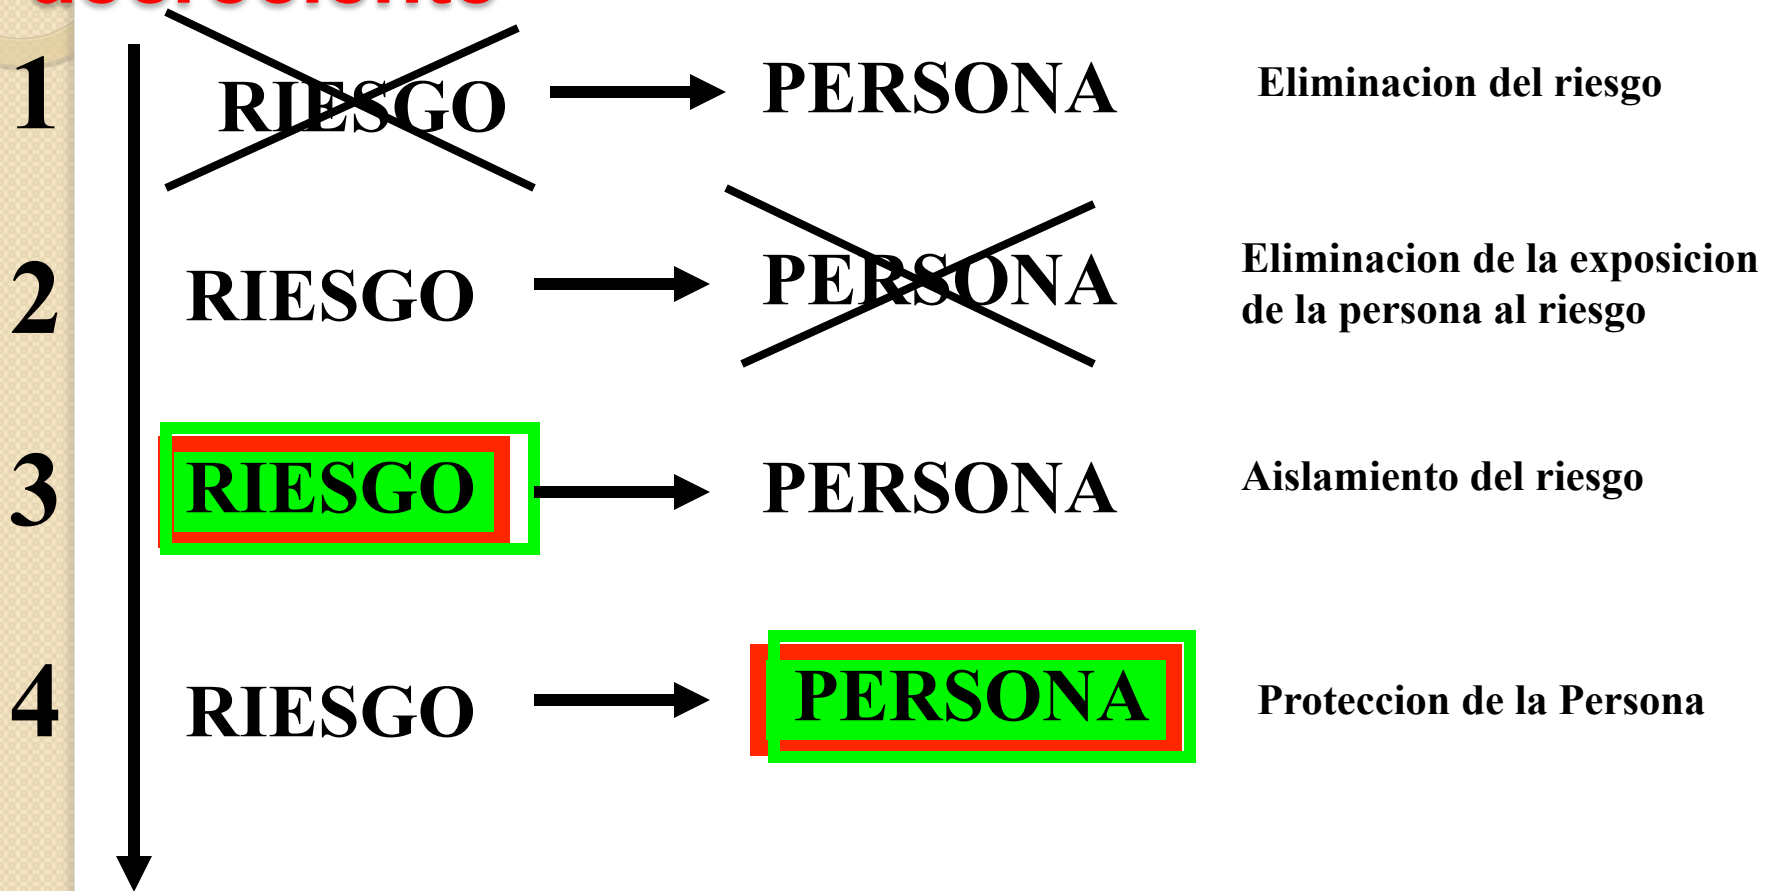 1 RIESGO PERSONA Eliminacion del riesgo
2 RIESGO PERSONA Eliminacion de la exposicion
de la persona al riesgo
3 RIESGO PERSONA Aislamiento del riesgo
4 RIESGO PERSONA Proteccion de la Persona